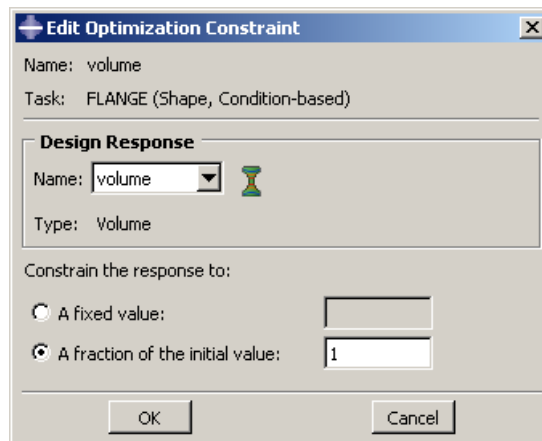 Edit Optimization Constraint
Name: volume
Task: FLANGE (Shape, Condition-based)
Design Response
Name: volume
Type: Volume
Constrain the response to:
A fixed value:
A fraction of the initial value: 1
OK Cancel